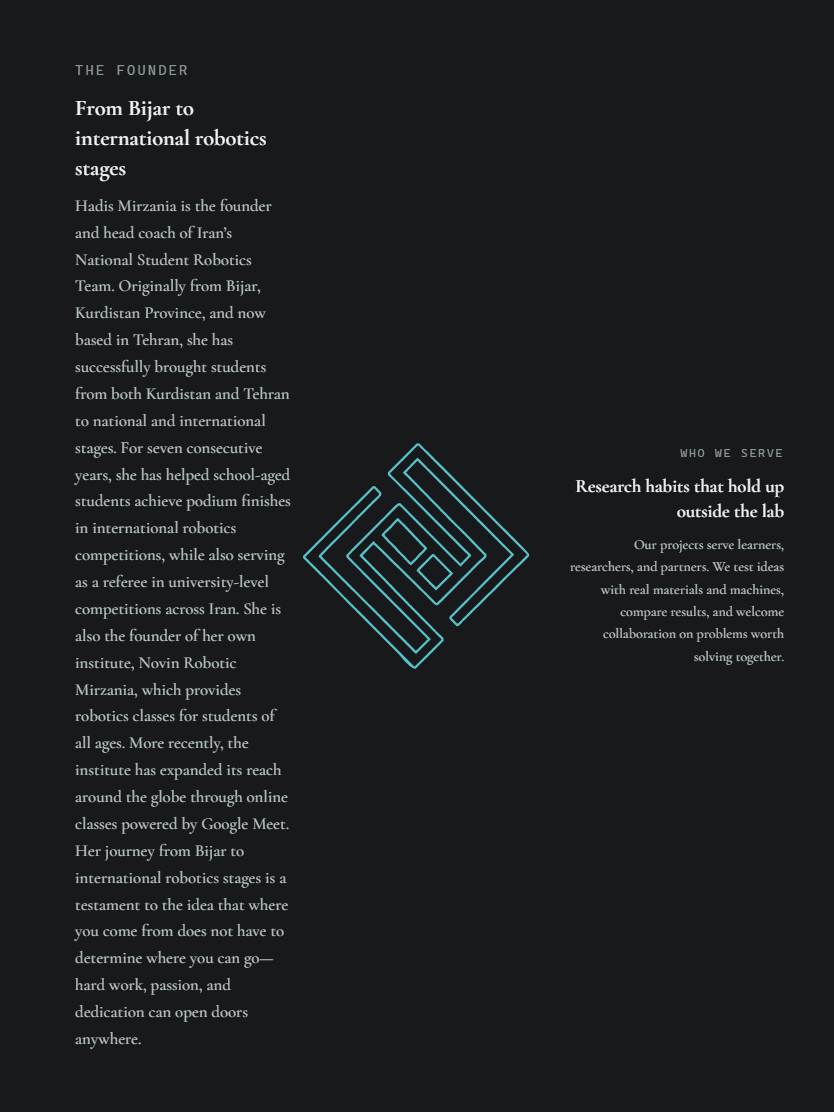 THE FOUNDER
From Bijar to
international robotics
stages
Hadis Mirzania is the founder
and head coach of Iran’s
National Student Robotics
Team. Originally from Bijar,
Kurdistan Province, and now
based in Tehran, she has
successfully brought students
from both Kurdistan and Tehran
to national and international
stages. For seven consecutive
years, she has helped school-aged
students achieve podium finishes
in international robotics
competitions, while also serving
as a referee in university-level
competitions across Iran. She is
also the founder of her own
institute, Novin Robotic
Mirzania, which provides
robotics classes for students of
all ages. More recently, the
institute has expanded its reach
around the globe through online
classes powered by Google Meet.
Her journey from Bijar to
international robotics stages is a
testament to the idea that where
you come from does not have to
determine where you can go—
hard work, passion, and
dedication can open doors
anywhere.
WHO WE SERVE
Research habits that hold up
outside the lab
Our projects serve learners,
researchers, and partners. We test ideas
with real materials and machines,
compare results, and welcome
collaboration on problems worth
solving together.